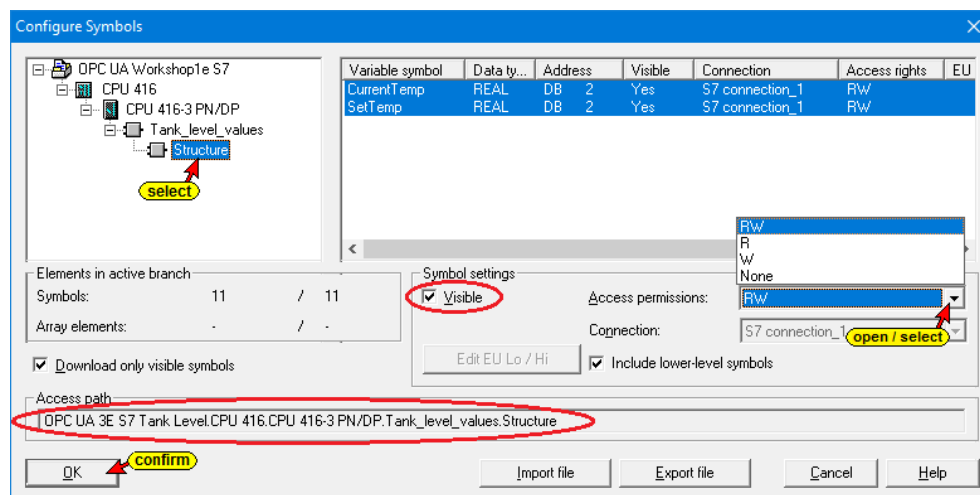 Configure Symbols
OPC UA Workshop1e S7
CPU 416
CPU 416-3 PN/DP
Tank_level_values
Structure
select
Variable symbol Data ty... Address Visible Connection Access rights EU
CurrentTemp REAL DB 2 Yes S7 connection_1 RW
SetTemp REAL DB 2 Yes S7 connection_1 RW
RW
R
W
None
Elements in active branch
Symbols: 11 / 11
Array elements: - / -
Download only visible symbols
Symbol settings
Visible
Access permissions: RW
Connection: S7 connection_1
open / select
Edit EU Lo / Hi
Include lower-level symbols
Access path
OPC UA 3E S7 Tank Level.CPU 416.CPU 416-3 PN/DP.Tank_level_values.Structure
OK
confirm
Import file
Export file
Cancel
Help